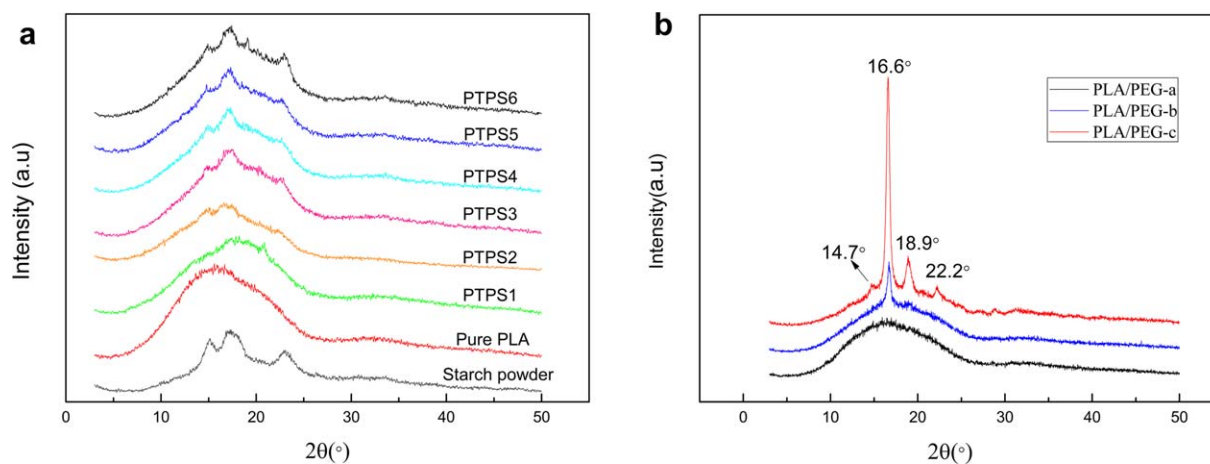 a
PTPS6
PTPS5
PTPS4
PTPS3
PTPS2
PTPS1
Pure PLA
Starch powder
Intensity (a.u)
0 10 20 30 40 50
2θ(°)
b
16.6°
14.7°
18.9°
22.2°
PLA/PEG-a
PLA/PEG-b
PLA/PEG-c
Intensity(a.u)
0 10 20 30 40 50
2θ(°)